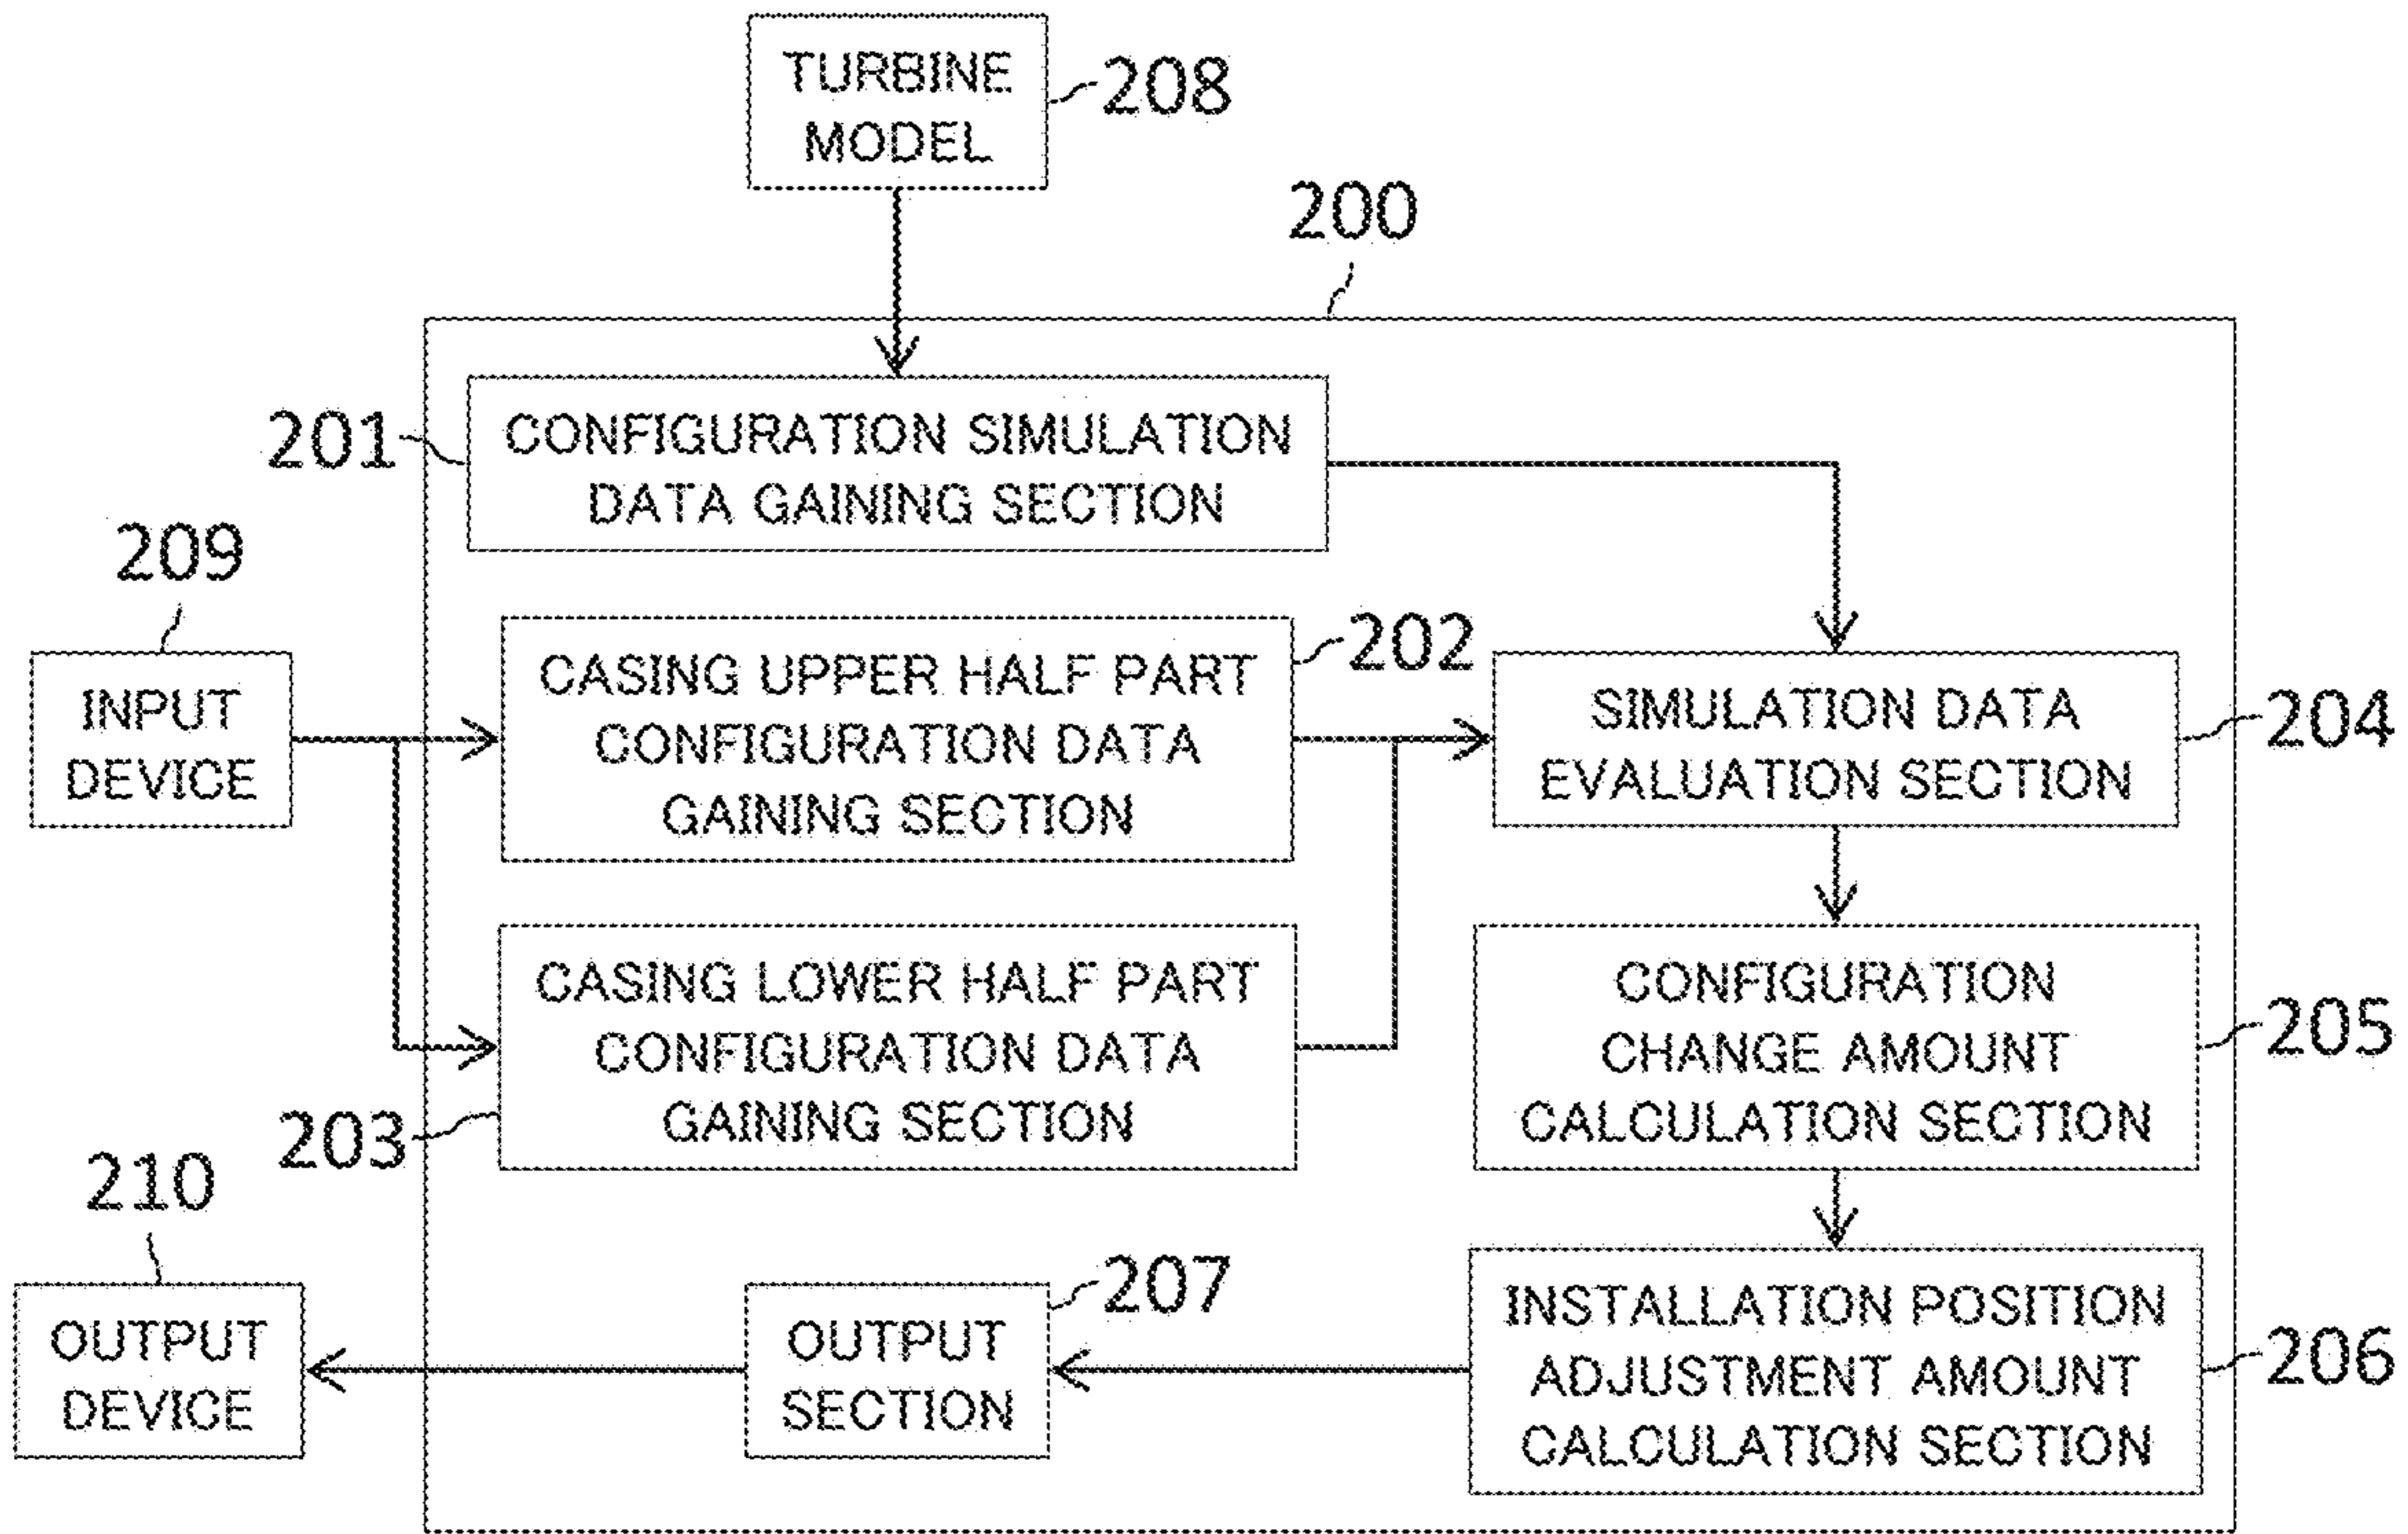 TURBINE
MODEL
208
200
201
CONFIGURATION SIMULATION
DATA GAINING SECTION
209
INPUT
DEVICE
202
CASING UPPER HALF PART
CONFIGURATION DATA
GAINING SECTION
SIMULATION DATA
EVALUATION SECTION
204
CASING LOWER HALF PART
CONFIGURATION DATA
GAINING SECTION
203
CONFIGURATION
CHANGE AMOUNT
CALCULATION SECTION
205
210
OUTPUT
DEVICE
207
OUTPUT
SECTION
INSTALLATION POSITION
ADJUSTMENT AMOUNT
CALCULATION SECTION
206